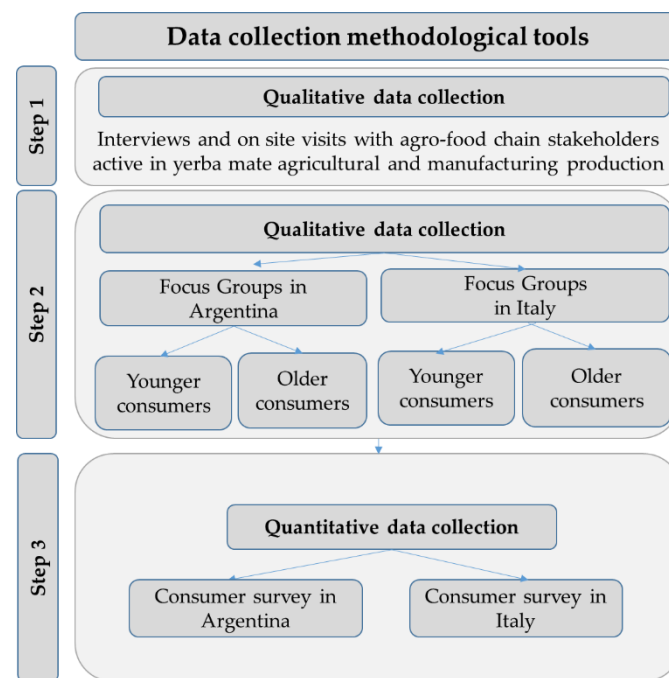 Data collection methodological tools
Step 1
Qualitative data collection
Interviews and on site visits with agro-food chain stakeholders
active in yerba mate agricultural and manufacturing production
Step 2
Qualitative data collection
Focus Groups in
Argentina
Focus Groups
in Italy
Younger
consumers
Older
consumers
Younger
consumers
Older
consumers
Step 3
Quantitative data collection
Consumer survey in
Argentina
Consumer survey in
Italy